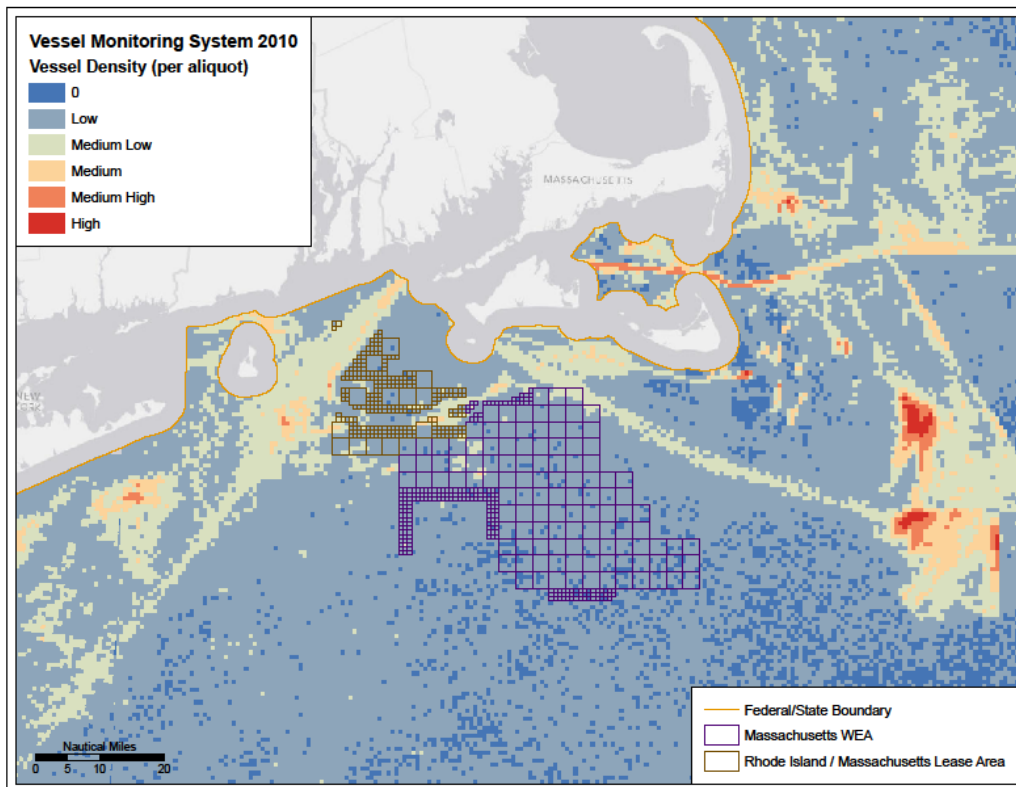 Vessel Monitoring System 2010
Vessel Density (per aliquot)
0
Low
Medium Low
Medium
Medium High
High
MASSACHUSETTS
NEW
Nautical Miles
0 5 10 20
Federal/State Boundary
Massachusetts WEA
Rhode Island / Massachusetts Lease Area